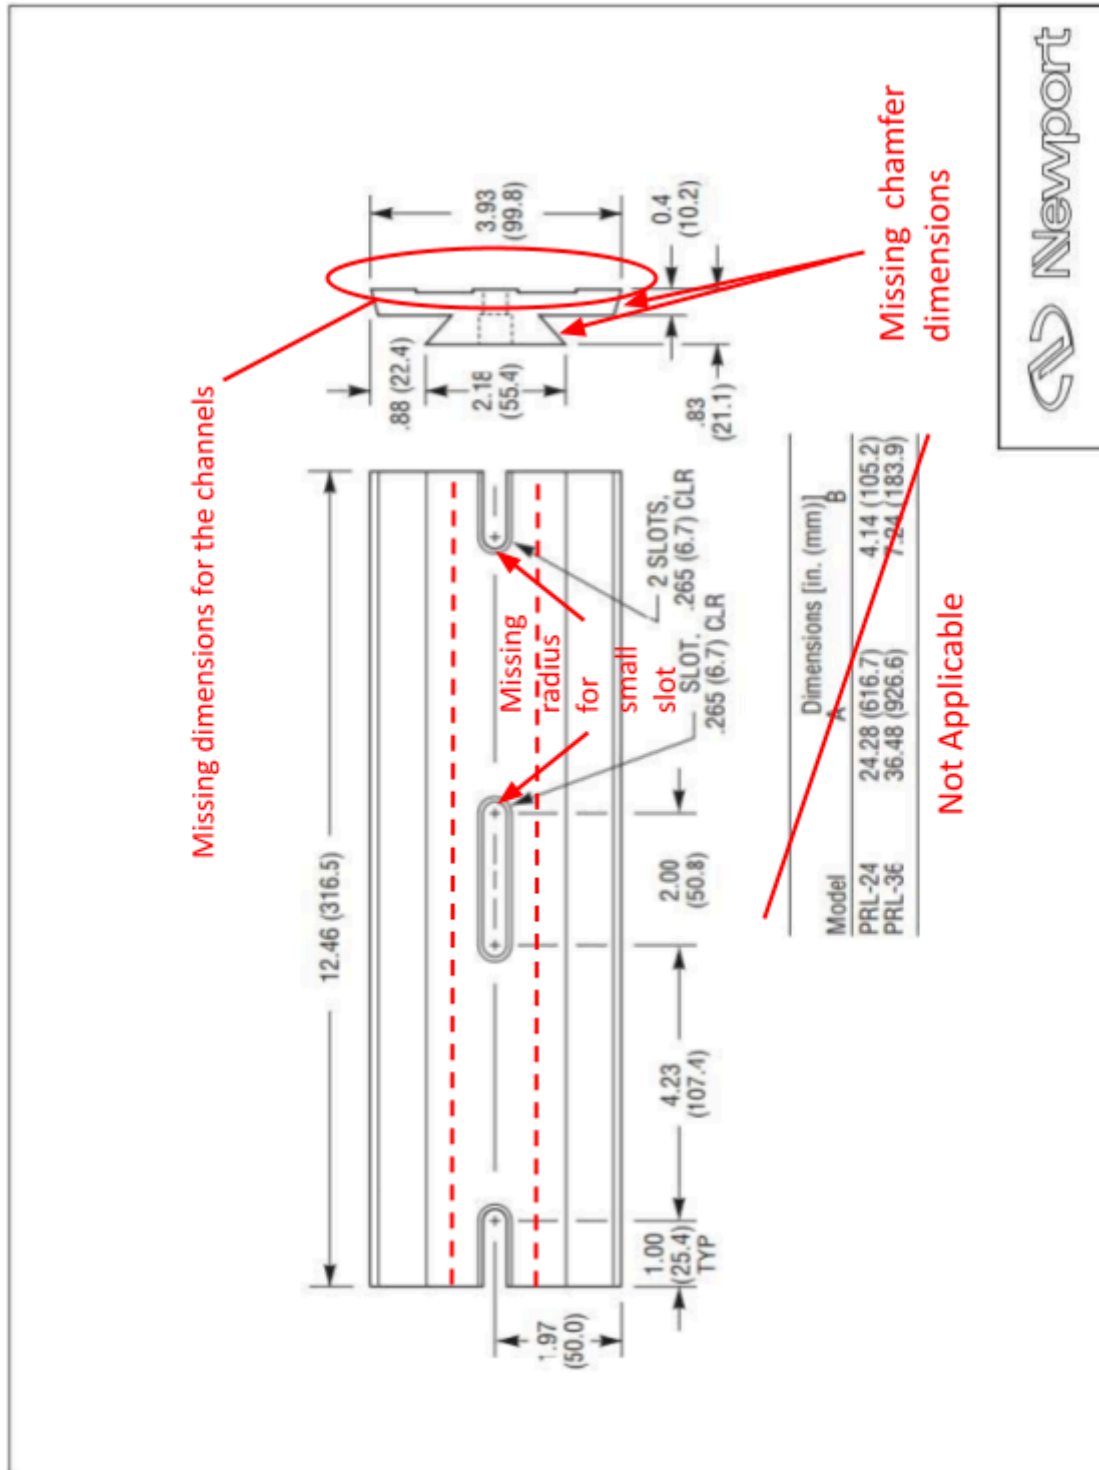 Missing dimensions for the channels
12.46 (316.5)
3.93
(99.8)
.88 (22.4)
2.18
(55.4)
0.4
(10.2)
.83
(21.1)
Missing chamfer
dimensions
1.97
(50.0)
1.00
(25.4)
TYP
4.23
(107.4)
2.00
(50.8)
Missing
radius
for small
slot
2 SLOTS,
.265 (6.7) CLR
SLOT.
.265 (6.7) CLR
Dimensions [in. (mm)]
Model A B
PRL-24 24.28 (616.7) 4.14 (105.2)
PRL-36 36.48 (926.6) 7.24 (183.9)
Not Applicable
Newport